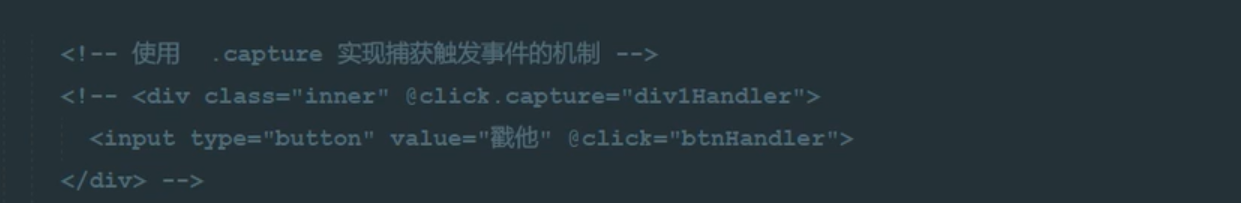 <!-- 使用  .capture 实现捕获触发事件的机制 -->
<!-- <div class="inner" @click.capture="div1Handler">
<input type="button" value="戳他" @click="btnHandler">
</div> -->